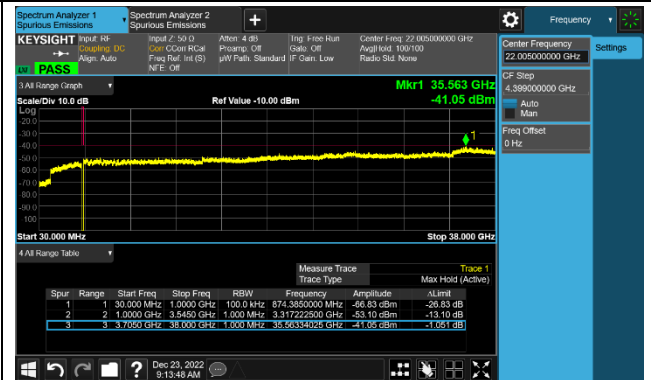 Spectrum Analyzer 1
Spurious Emissions
Spectrum Analyzer 2
Spurious Emissions
Frequency
KEYSIGHT
Input: RF
Coupling: DC
Align: Auto
Input Z: 50 Ω
Corr CCorr RCal
Freq Ref: Int (S)
NFE: Off
Atten: 4 dB
Preamp: Off
µW Path: Standard
Trig: Free Run
Gate: Off
IF Gain: Low
Center Freq: 22.005000000 GHz
Avg|Hold: 100/100
Radio Std: None
PASS
Center Frequency
22.005000000 GHz
Settings
CF Step
4.399000000 GHz
Auto
Man
Freq Offset
0 Hz
3 All Range Graph
Mkr1 35.563 GHz
Scale/Div 10.0 dB
Ref Value -10.00 dBm
-41.05 dBm
Log
-20.0
-30.0
-40.0
-50.0
-60.0
-70.0
-80.0
-90.0
-100
1
Start 30.000 MHz
Stop 38.000 GHz
4 All Range Table
Measure Trace Trace 1
Trace Type Max Hold (Active)
Spur Range Start Freq Stop Freq RBW Frequency Amplitude ΔLimit
1 1 30.000 MHz 1.0000 GHz 100.0 kHz 874.3850000 MHz -66.83 dBm -26.83 dB
2 2 1.0000 GHz 3.5450 GHz 1.000 MHz 3.317222500 GHz -53.10 dBm -13.10 dB
3 3 3.7050 GHz 38.000 GHz 1.000 MHz 35.56334025 GHz -41.05 dBm -1.051 dB
Dec 23, 2022
9:13:48 AM